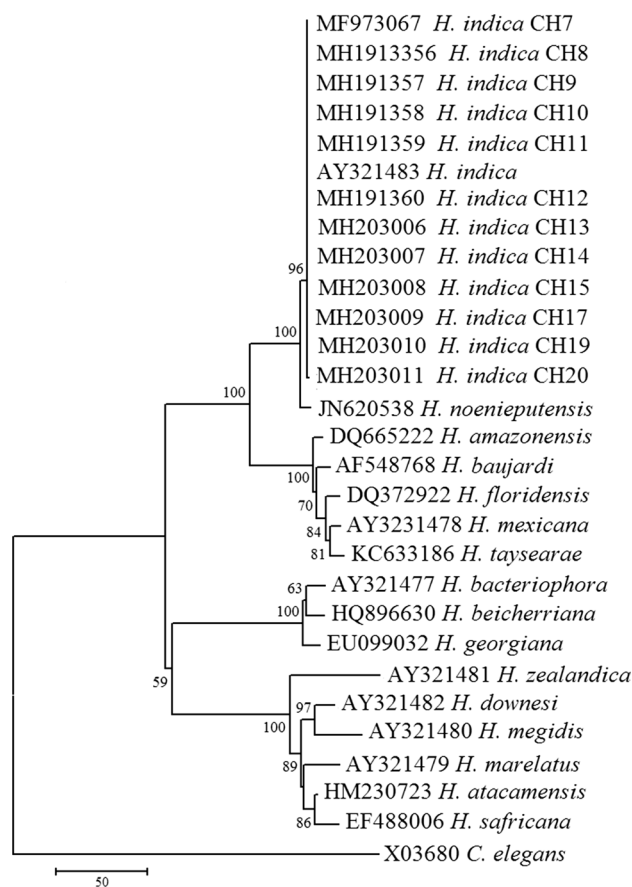 MF973067 H. indica CH7
MH1913356 H. indica CH8
MH191357 H. indica CH9
MH191358 H. indica CH10
MH191359 H. indica CH11
AY321483 H. indica
MH191360 H. indica CH12
MH203006 H. indica CH13
MH203007 H. indica CH14
96
MH203008 H. indica CH15
MH203009 H. indica CH17
100
MH203010 H. indica CH19
MH203011 H. indica CH20
100
JN620538 H. noenieputensis
DQ665222 H. amazonensis
AF548768 H. baujardi
100
DQ372922 H. floridensis
70
AY3231478 H. mexicana
84
KC633186 H. taysearae
81
AY321477 H. bacteriophora
63
HQ896630 H. beicherriana
100
EU099032 H. georgiana
AY321481 H. zealandica
59
AY321482 H. downesi
97
100
AY321480 H. megidis
AY321479 H. marelatus
89
HM230723 H. atacamensis
EF488006 H. safricana
86
X03680 C. elegans
50